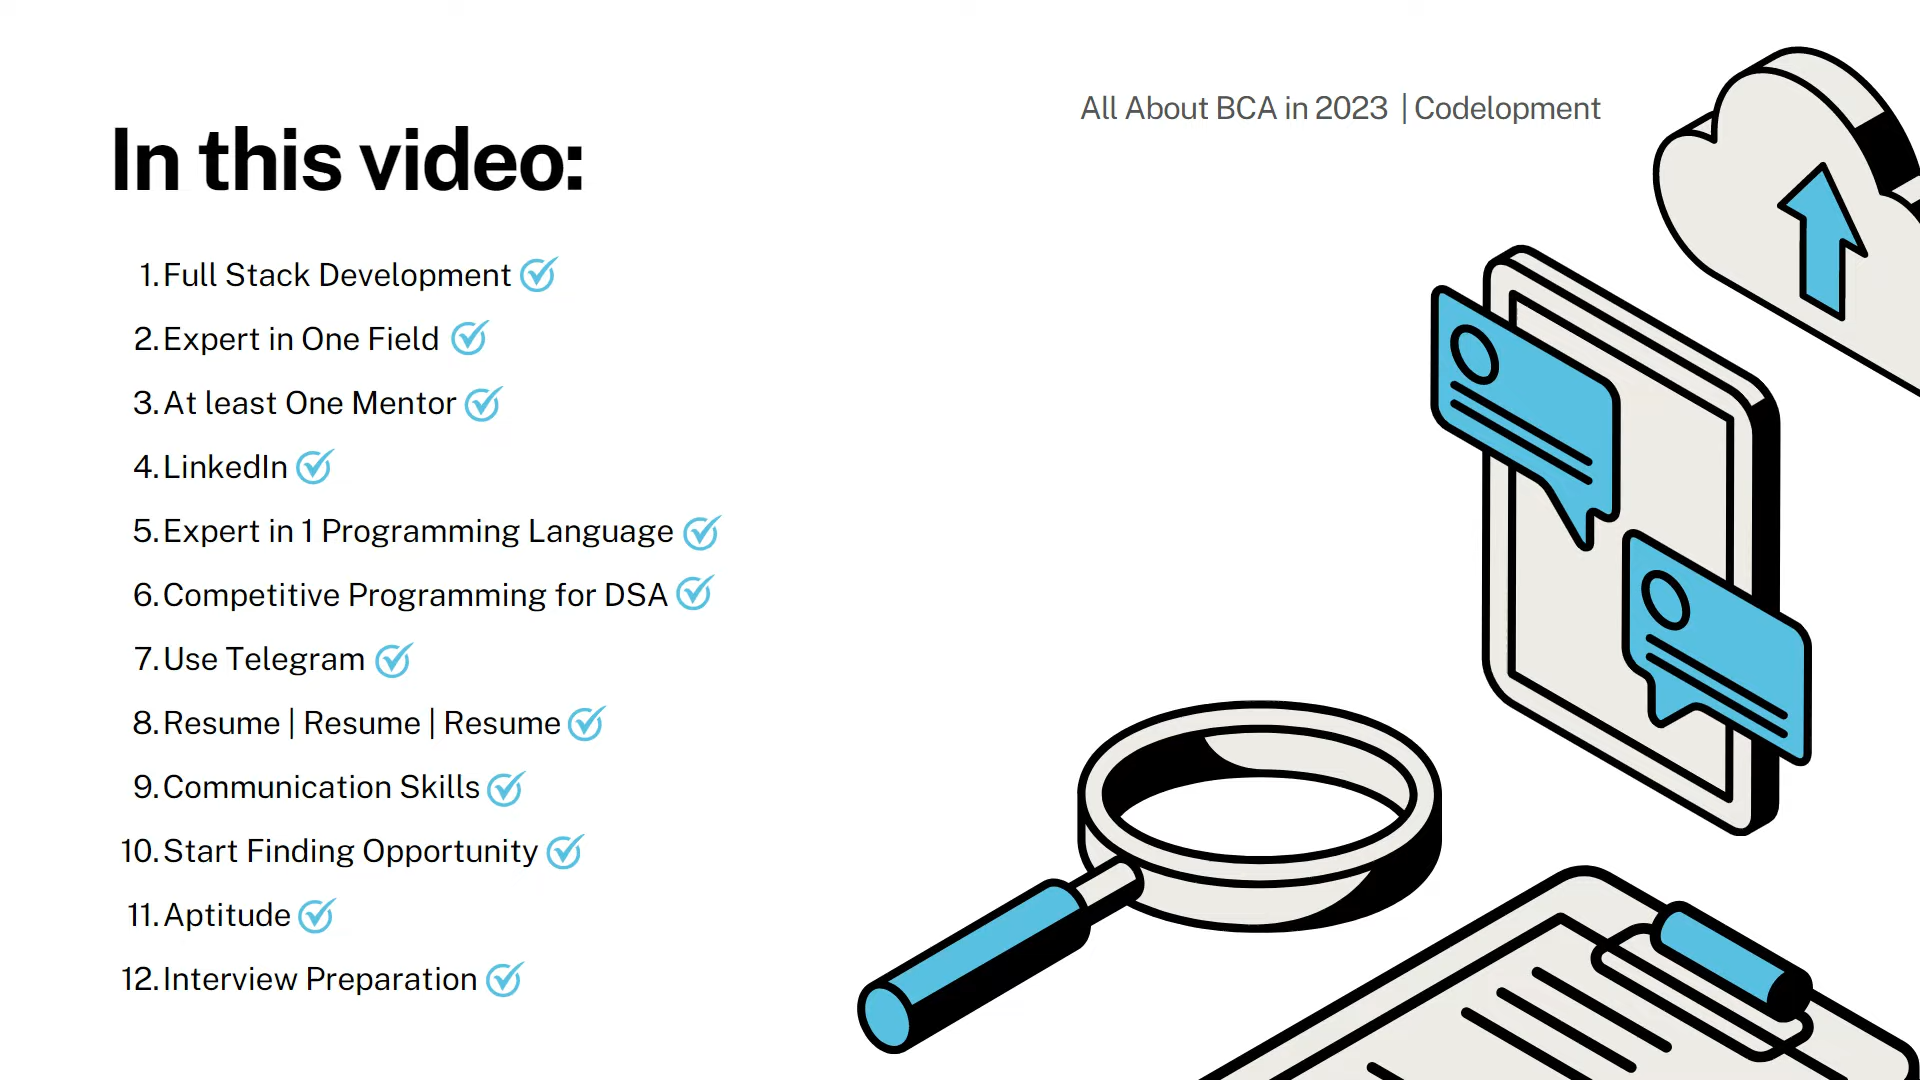 All About BCA in 2023 | Codelopment
In this video:
1. Full Stack Development
2. Expert in One Field
3. At least One Mentor
4. LinkedIn
5. Expert in 1 Programming Language
6. Competitive Programming for DSA
7. Use Telegram
8. Resume | Resume | Resume
9. Communication Skills
10. Start Finding Opportunity
11. Aptitude
12. Interview Preparation